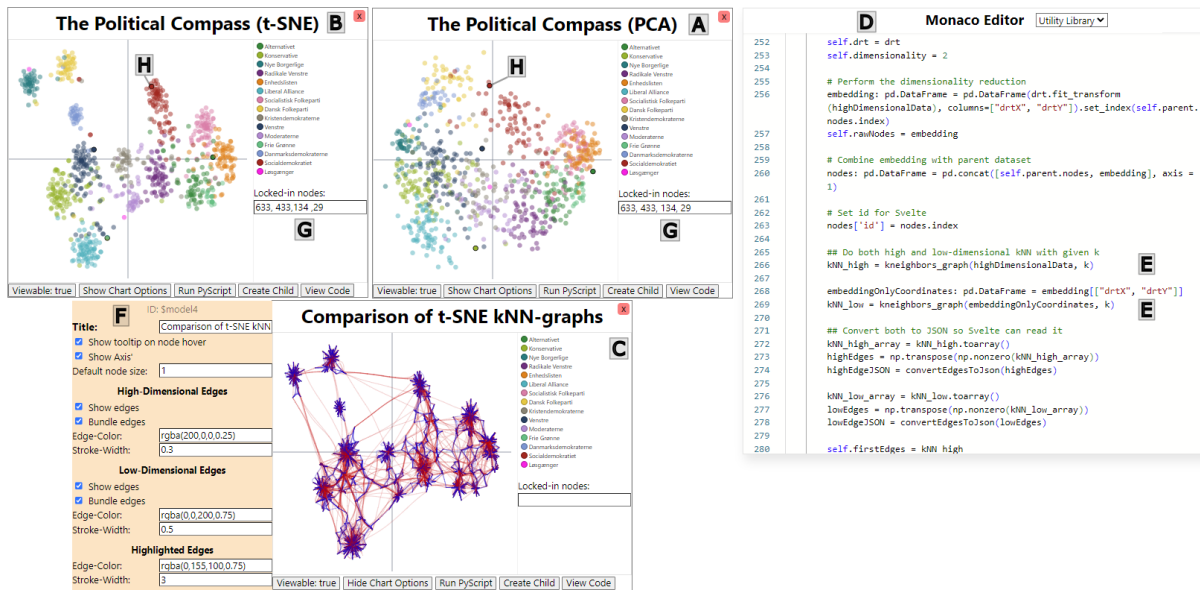 The Political Compass (t-SNE)
B
x
Alternativet
Konservative
Nye Borgerlige
Radikale Venstre
Enhedslisten
Liberal Alliance
Socialistisk Folkeparti
Dansk Folkeparti
Kristendemokraterne
Venstre
Moderaterne
Frie Grønne
Danmarksdemokraterne
Socialdemokratiet
Løsgænger
H
Locked-in nodes:
633, 433,134 ,29
G
Viewable: true
Show Chart Options
Run PyScript
Create Child
View Code
The Political Compass (PCA)
A
x
Alternativet
Konservative
Nye Borgerlige
Radikale Venstre
Enhedslisten
Liberal Alliance
Socialistisk Folkeparti
Dansk Folkeparti
Kristendemokraterne
Venstre
Moderaterne
Frie Grønne
Danmarksdemokraterne
Socialdemokratiet
Løsgænger
H
Locked-in nodes:
633, 433,134 ,29
G
Viewable: true
Show Chart Options
Run PyScript
Create Child
View Code
D
Monaco Editor
Utility Library
252 self.drt = drt
253 self.dimensionality = 2
254
255 # Perform the dimensionality reduction
256 embedding: pd.DataFrame = pd.DataFrame(drt.fit_transform
(highDimensionalData), columns=["drtX", "drtY"]).set_index(self.parent.
nodes.index)
257 self.rawNodes = embedding
258
259 # Combine embedding with parent dataset
260 nodes: pd.DataFrame = pd.concat([self.parent.nodes, embedding], axis =
1)
261
262 # Set id for Svelte
263 nodes['id'] = nodes.index
264
265 ## Do both high and low-dimensional kNN with given k
266 kNN_high = kneighbors_graph(highDimensionalData, k)
E
267
268 embeddingOnlyCoordinates: pd.DataFrame = embedding[["drtX", "drtY"]]
269 kNN_low = kneighbors_graph(embeddingOnlyCoordinates, k)
E
270
271 ## Convert both to JSON so Svelte can read it
272 kNN_high_array = kNN_high.toarray()
273 highEdges = np.transpose(np.nonzero(kNN_high_array))
274 highEdgeJSON = convertEdgesToJson(highEdges)
275
276 kNN_low_array = kNN_low.toarray()
277 lowEdges = np.transpose(np.nonzero(kNN_low_array))
278 lowEdgeJSON = convertEdgesToJson(lowEdges)
279
280 self.firstEdges = kNN_high
F
ID: $model4
Title: Comparison of t-SNE kNN
Show tooltip on node hover
Show Axis'
Default node size: 1
High-Dimensional Edges
Show edges
Bundle edges
Edge-Color: rgba(200,0,0,0.25)
Stroke-Width: 0.3
Low-Dimensional Edges
Show edges
Bundle edges
Edge-Color: rgba(0,0,200,0.75)
Stroke-Width: 0.5
Highlighted Edges
Edge-Color: rgba(0,155,100,0.75)
Stroke-Width: 3
Comparison of t-SNE kNN-graphs
x
C
Alternativet
Konservative
Nye Borgerlige
Radikale Venstre
Enhedslisten
Liberal Alliance
Socialistisk Folkeparti
Dansk Folkeparti
Kristendemokraterne
Venstre
Moderaterne
Frie Grønne
Danmarksdemokraterne
Socialdemokratiet
Løsgænger
Locked-in nodes:
Viewable: true
Hide Chart Options
Run PyScript
Create Child
View Code